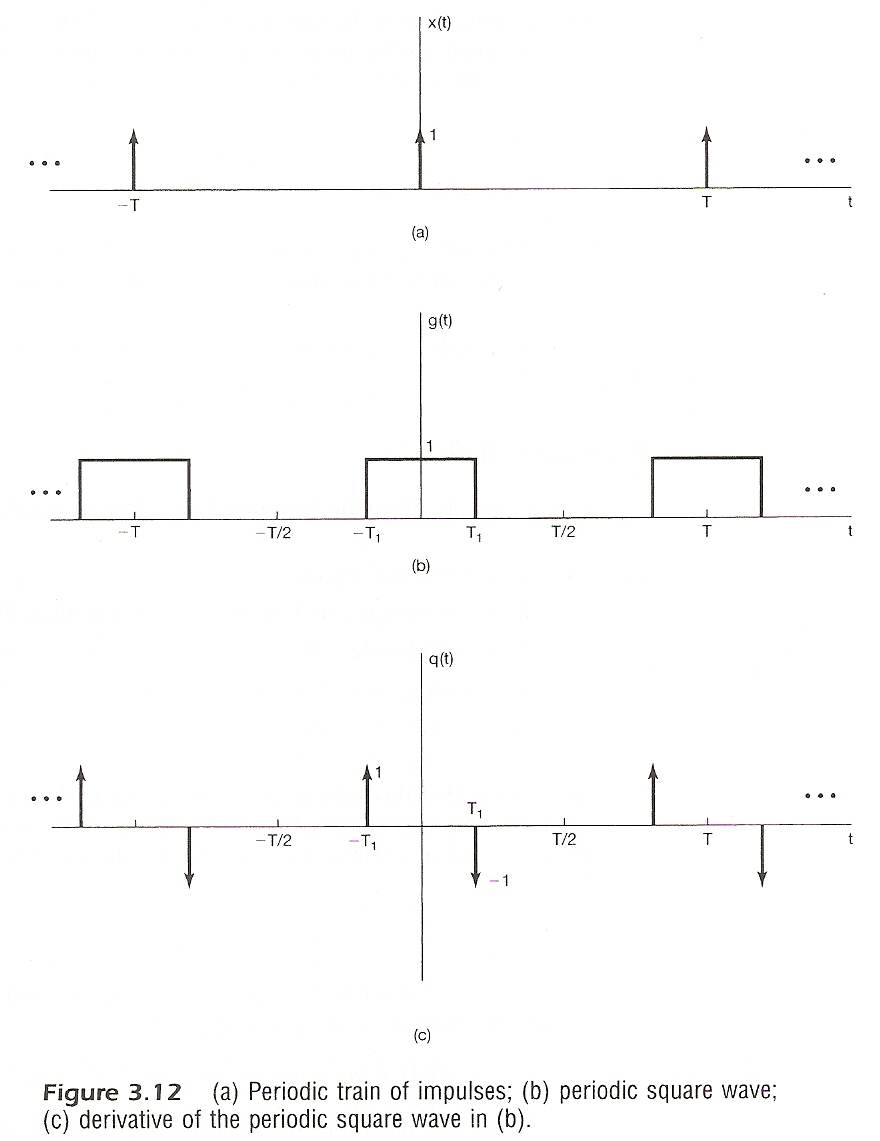 x(t)
1
... ...
−T T t
(a)
g(t)
1
... ...
−T −T/2 −T₁ T₁ T/2 T t
(b)
q(t)
1
... ...
T₁
−T/2 −T₁ T/2 T t
−1
(c)
Figure 3.12 (a) Periodic train of impulses; (b) periodic square wave;
(c) derivative of the periodic square wave in (b).